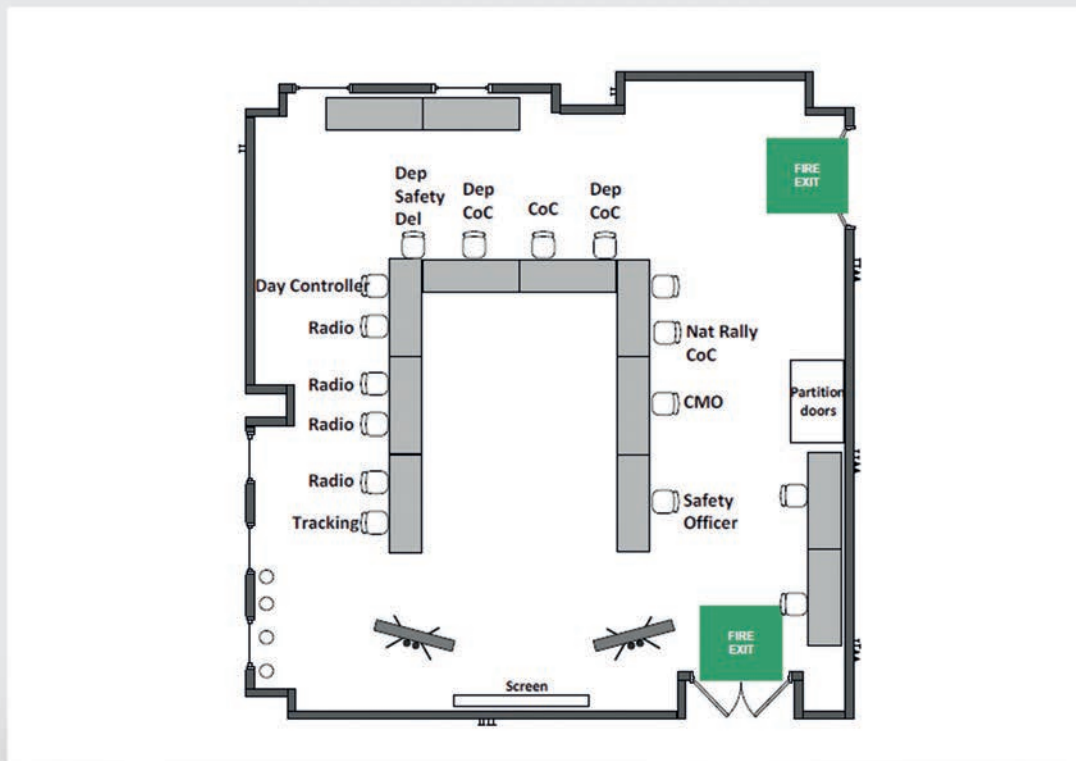 FIRE
EXIT
Dep
Safety
Del
Dep
CoC
CoC
Dep
CoC
Day Controller
Radio
Radio
Radio
Radio
Tracking
Nat Rally
CoC
CMO
Safety
Officer
Partition
doors
FIRE
EXIT
Screen